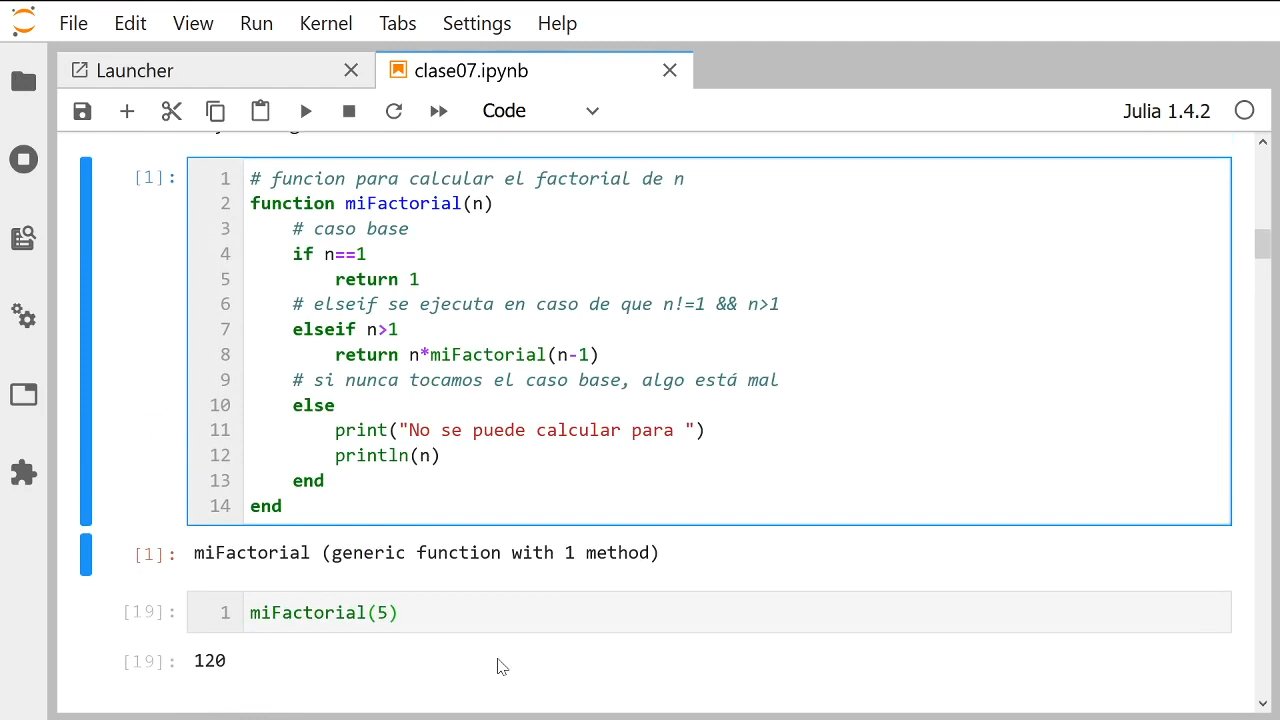 File Edit View Run Kernel Tabs Settings Help
Launcher clase07.ipynb
Code Julia 1.4.2
[1]: 1 # funcion para calcular el factorial de n
2 function miFactorial(n)
3     # caso base
4     if n==1
5         return 1
6     # elseif se ejecuta en caso de que n!=1 && n>1
7     elseif n>1
8         return n*miFactorial(n-1)
9     # si nunca tocamos el caso base, algo está mal
10     else
11         print("No se puede calcular para ")
12         println(n)
13     end
14 end
[1]: miFactorial (generic function with 1 method)
[19]: 1 miFactorial(5)
[19]: 120